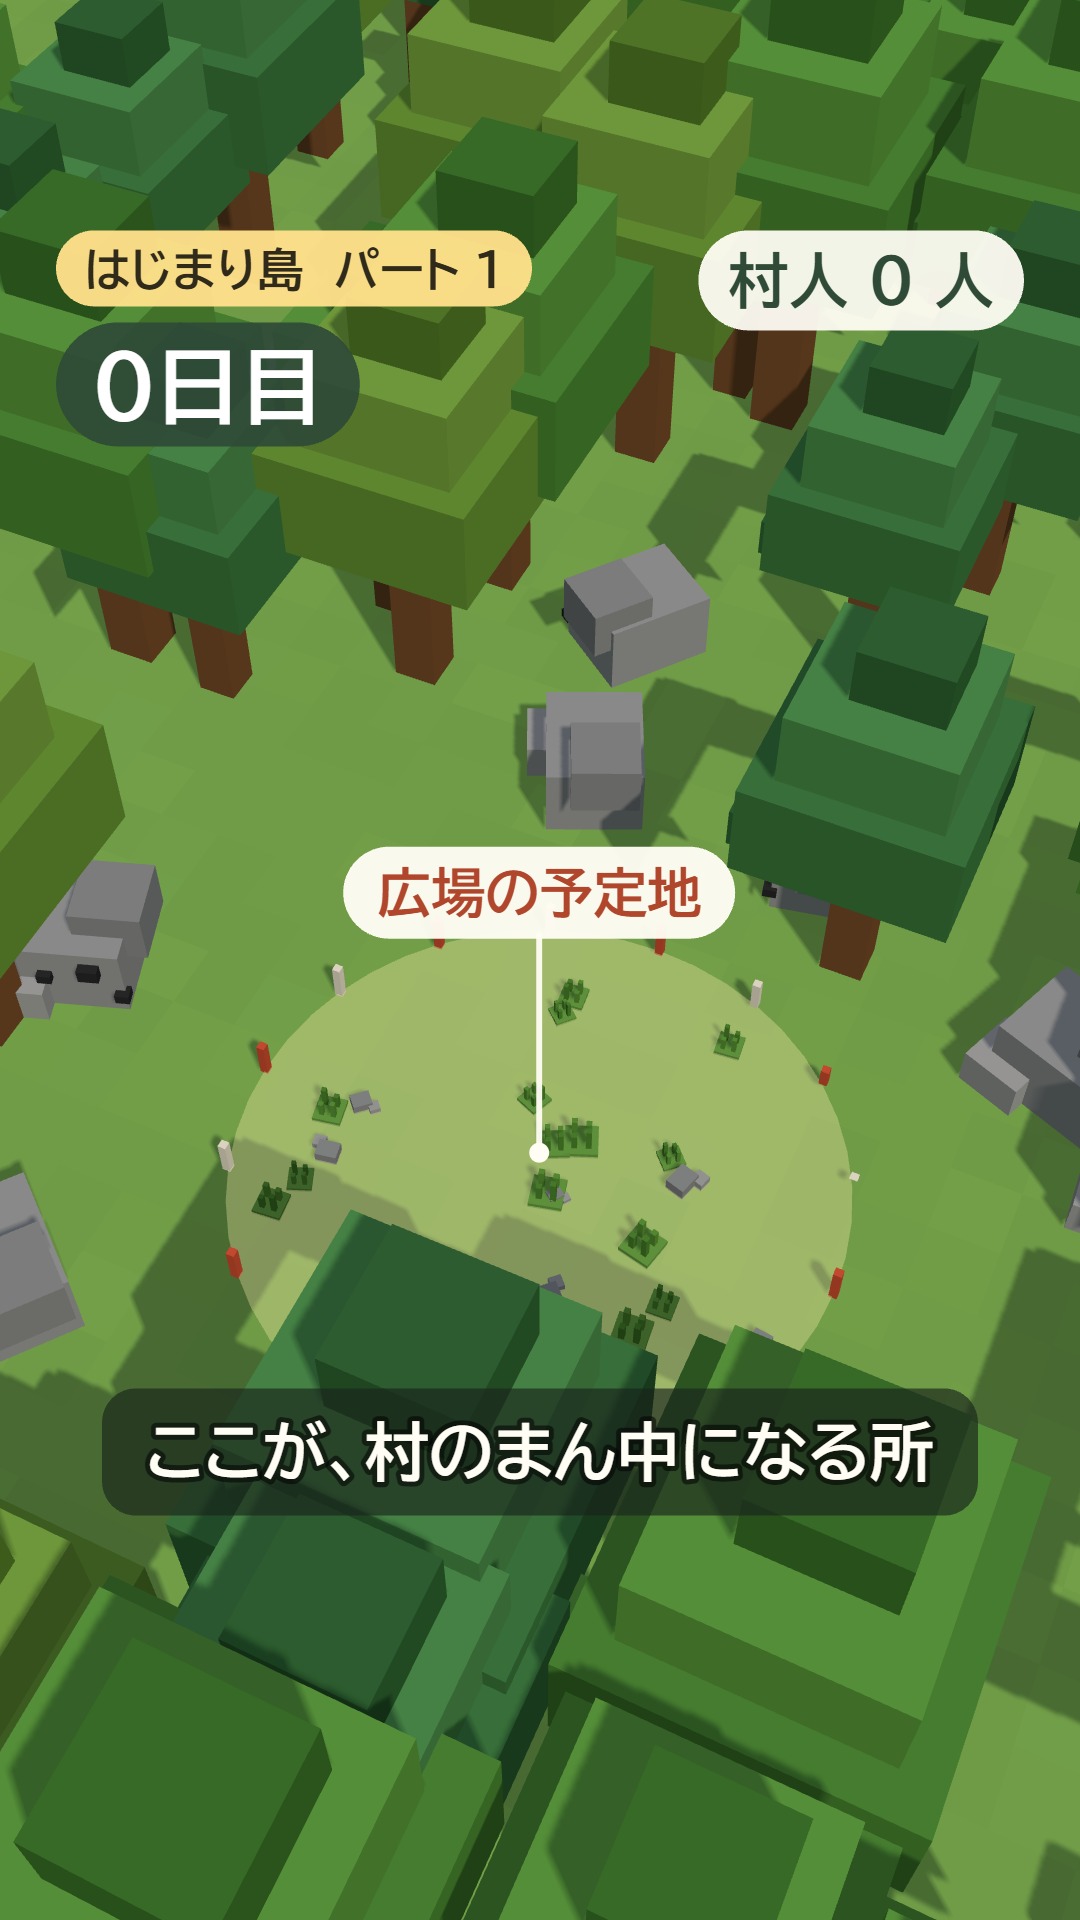 はじまり島 パート 1
0日目
村人 0 人
広場の予定地
ここが、村のまん中になる所